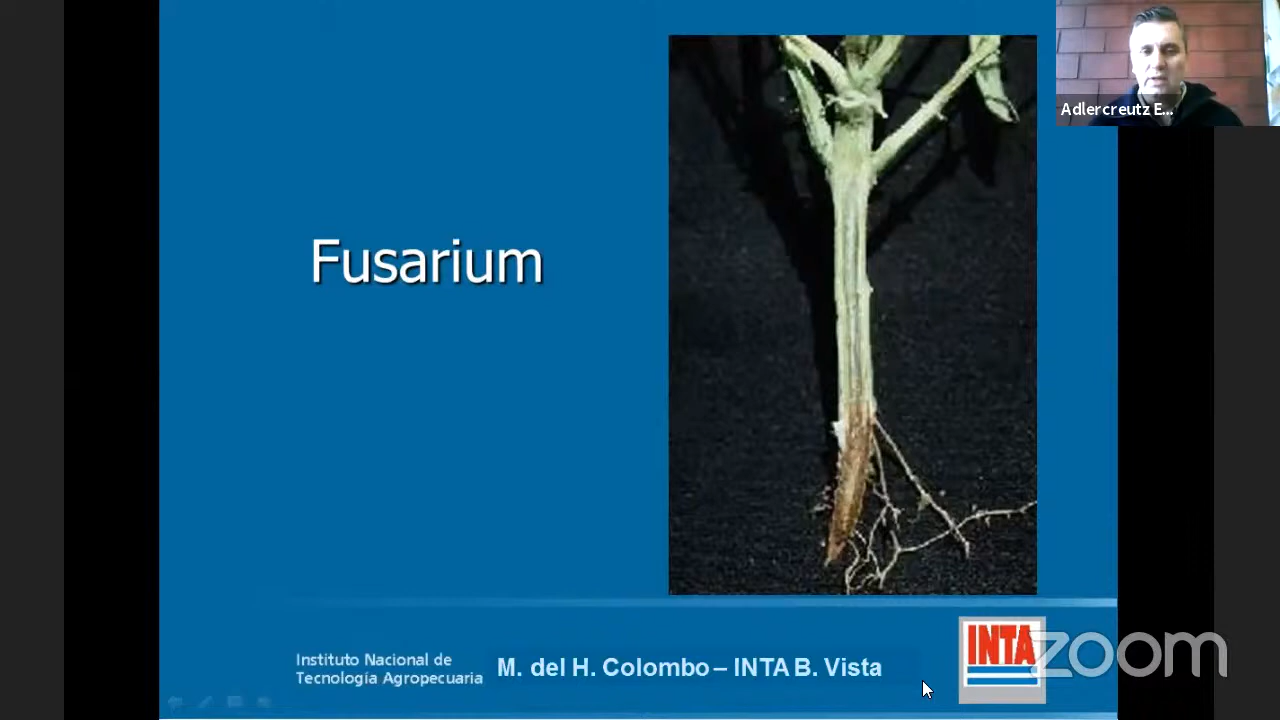 Adlercreutz E...
Fusarium
Instituto Nacional de
Tecnología Agropecuaria
M. del H. Colombo – INTA B. Vista
INTA
zoom